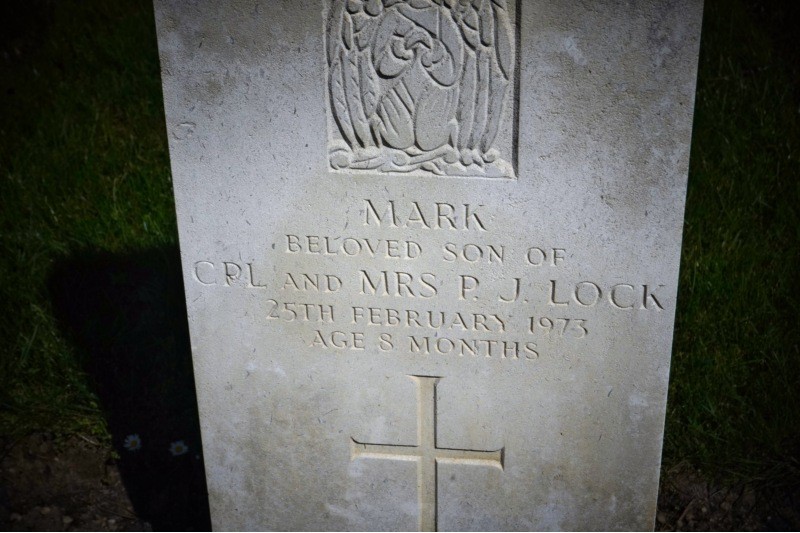 MARK
BELOVED SON OF
CPL AND MRS P. J. LOCK
25TH FEBRUARY 1973
AGE 8 MONTHS